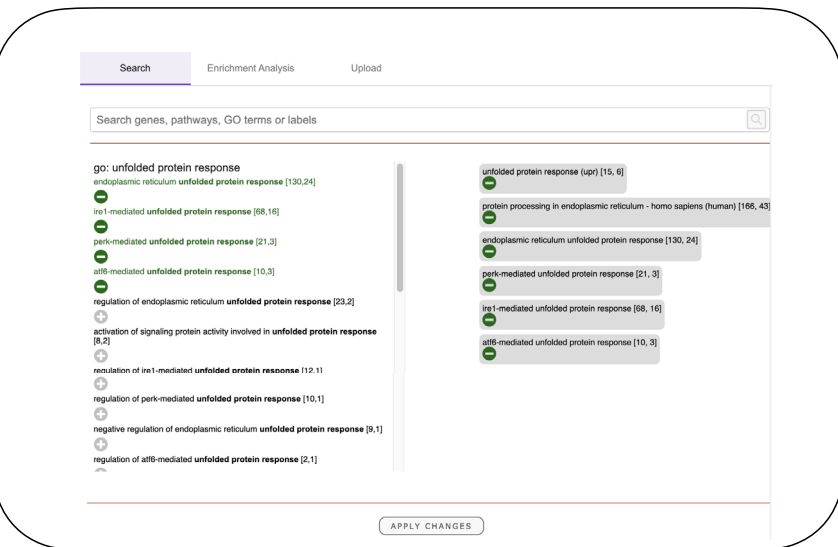 Search Enrichment Analysis Upload
Search genes, pathways, GO terms or labels
go: unfolded protein response
endoplasmic reticulum unfolded protein response [130,24]
ire1-mediated unfolded protein response [68,16]
perk-mediated unfolded protein response [21,3]
atf6-mediated unfolded protein response [10,3]
regulation of endoplasmic reticulum unfolded protein response [23,2]
activation of signaling protein activity involved in unfolded protein response
[8,2]
regulation of ire1-mediated unfolded protein response [12,1]
regulation of perk-mediated unfolded protein response [10,1]
negative regulation of endoplasmic reticulum unfolded protein response [9,1]
regulation of atf6-mediated unfolded protein response [2,1]
unfolded protein response (upr) [15, 6]
protein processing in endoplasmic reticulum - homo sapiens (human) [166, 43]
endoplasmic reticulum unfolded protein response [130, 24]
perk-mediated unfolded protein response [21, 3]
ire1-mediated unfolded protein response [68, 16]
atf6-mediated unfolded protein response [10, 3]
APPLY CHANGES